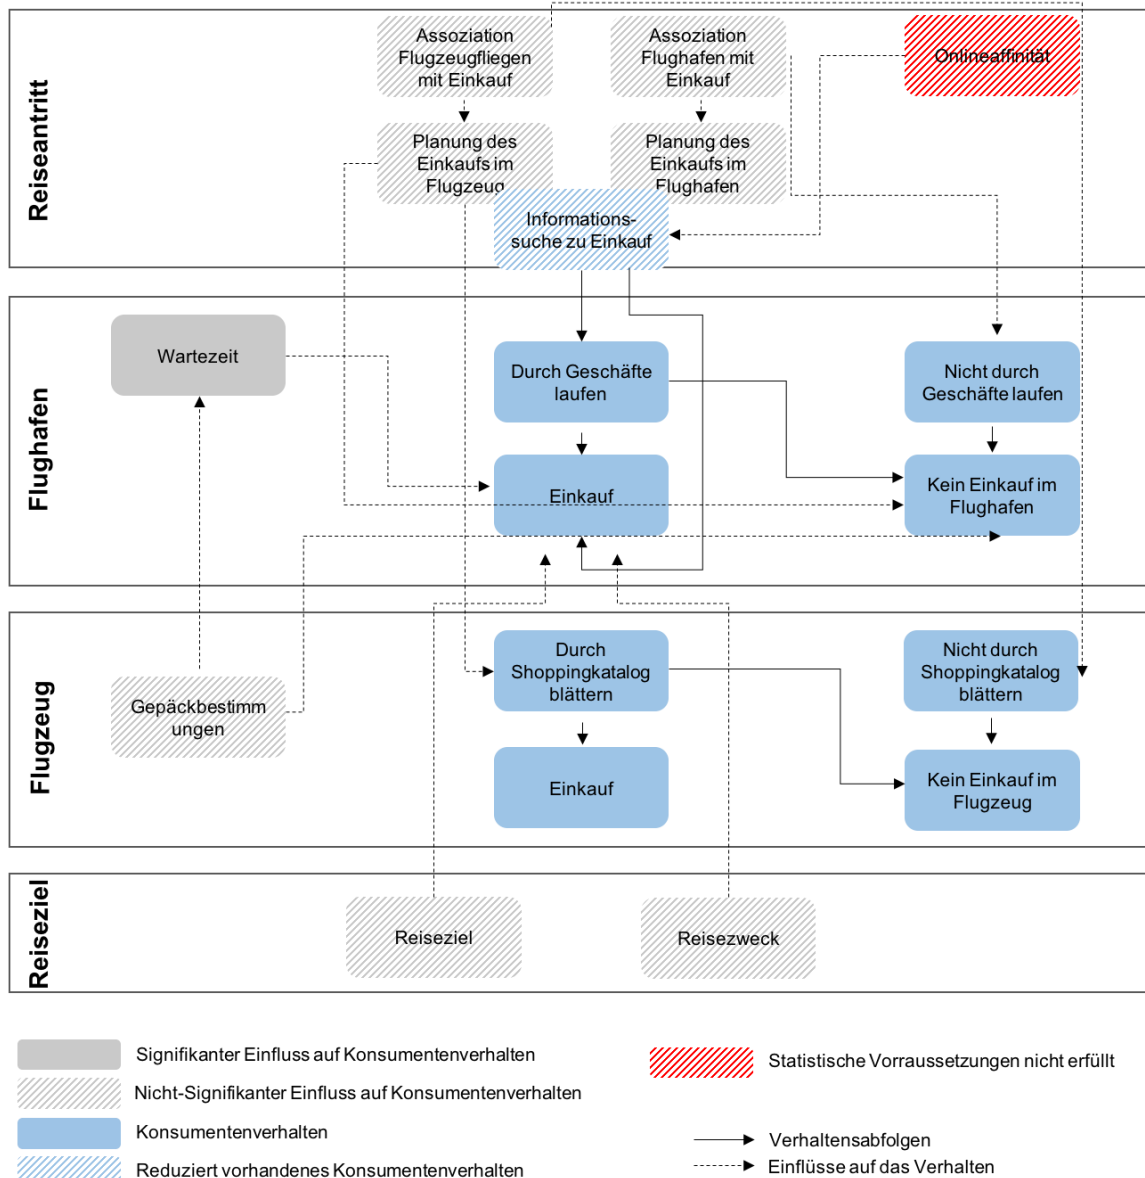 Reiseantritt
Assoziation
Flugzeugfliegen
mit Einkauf
Assoziation
Flughafen mit
Einkauf
Onlineaffinität
Planung des
Einkaufs im
Flugzeug
Planung des
Einkaufs im
Flughafen
Informations-
suche zu Einkauf
Flughafen
Wartezeit
Durch Geschäfte
laufen
Nicht durch
Geschäfte laufen
Einkauf
Kein Einkauf im
Flughafen
Flugzeug
Gepäckbestimm
ungen
Durch
Shoppingkatalog
blättern
Nicht durch
Shoppingkatalog
blättern
Einkauf
Kein Einkauf im
Flugzeug
Reiseziel
Reiseziel
Reisezweck
Signifikanter Einfluss auf Konsumentenverhalten
Nicht-Signifikanter Einfluss auf Konsumentenverhalten
Konsumentenverhalten
Reduziert vorhandenes Konsumentenverhalten
Statistische Vorraussetzungen nicht erfüllt
Verhaltensabfolgen
Einflüsse auf das Verhalten